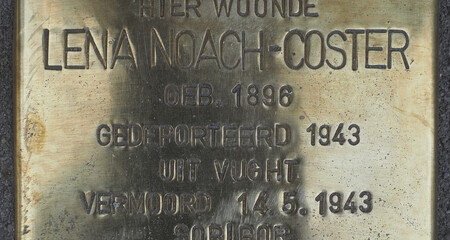 HIER WOONDE
LENA NOACH-COSTER
GEB. 1896
GEDEPORTEERD 1943
UIT VUGHT
VERMOORD 14.5.1943
SOBIBOR